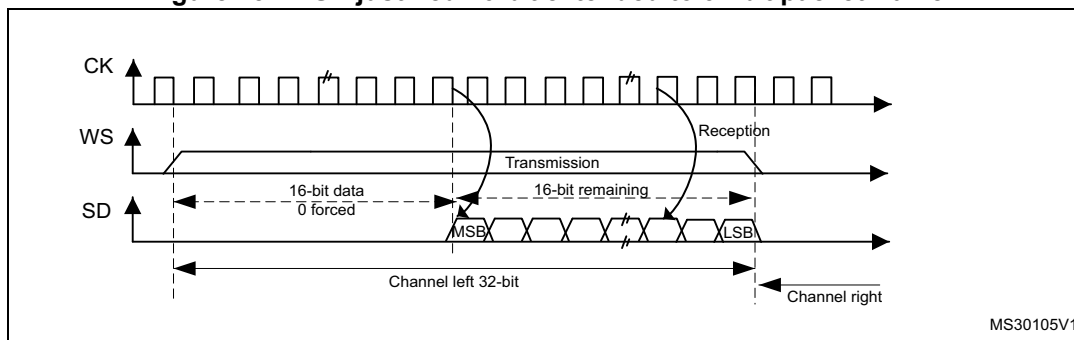 CK
WS
Reception
Transmission
16-bit data
0 forced
16-bit remaining
SD
MSB
LSB
Channel left 32-bit
Channel right
MS30105V1